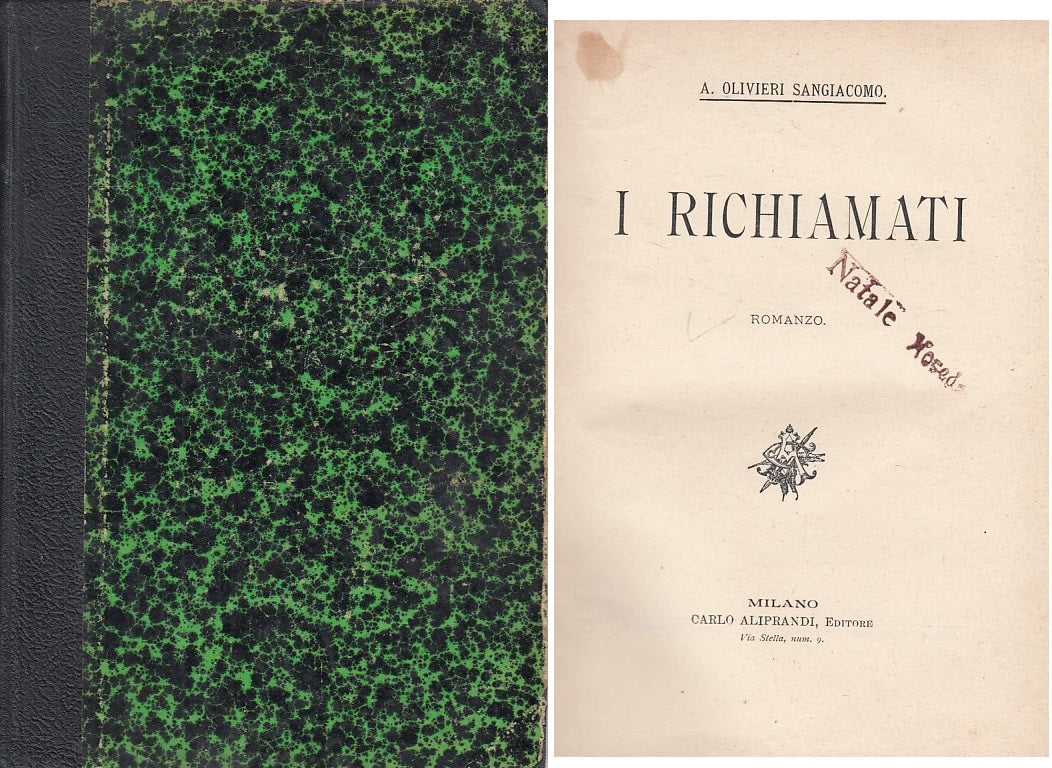 A. OLIVIERI SANGIACOMO.
I RICHIAMATI
Natale
ROMANZO.
MILANO
CARLO ALIPRANDI, EDITORE
Via Stella, num. 9.